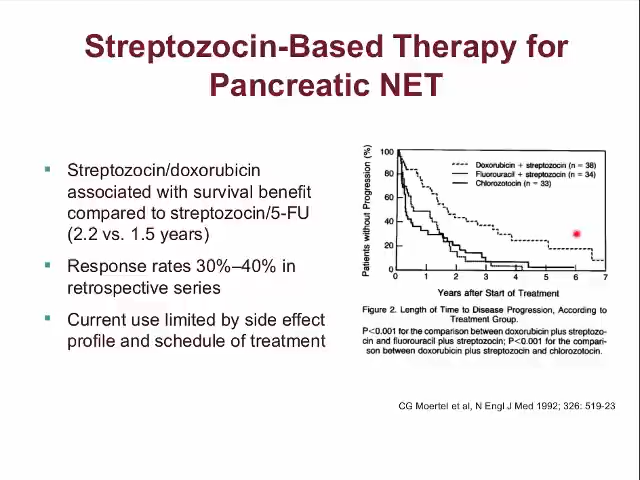 Streptozocin-Based Therapy for
Pancreatic NET
Streptozocin/doxorubicin
associated with survival benefit
compared to streptozocin/5-FU
(2.2 vs. 1.5 years)
Response rates 30%–40% in
retrospective series
Current use limited by side effect
profile and schedule of treatment
Patients without Progression (%)
100
80
60
40
20
0
Doxorubicin + streptozocin (n = 38)
Fluorouracil + streptozocin (n = 34)
Chlorozotocin (n = 33)
0 1 2 3 4 5 6 7
Years after Start of Treatment
Figure 2. Length of Time to Disease Progression, According to
Treatment Group.
P<0.001 for the comparison between doxorubicin plus streptozo-
cin and fluorouracil plus streptozocin; P<0.001 for the compari-
son between doxorubicin plus streptozocin and chlorozotocin.
CG Moertel et al, N Engl J Med 1992; 326: 519-23